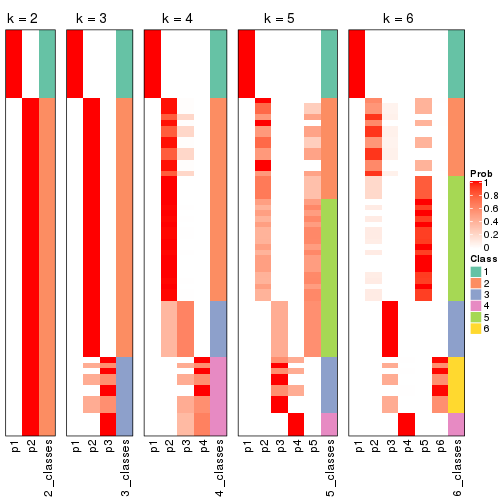 k = 2
k = 3
k = 4
k = 5
k = 6
p1
p2
2_classes
p1
p2
p3
3_classes
p1
p2
p3
p4
4_classes
p1
p2
p3
p4
p5
5_classes
p1
p2
p3
p4
p5
p6
6_classes
Prob
1
0.8
0.6
0.4
0.2
0
Class
1
2
3
4
5
6